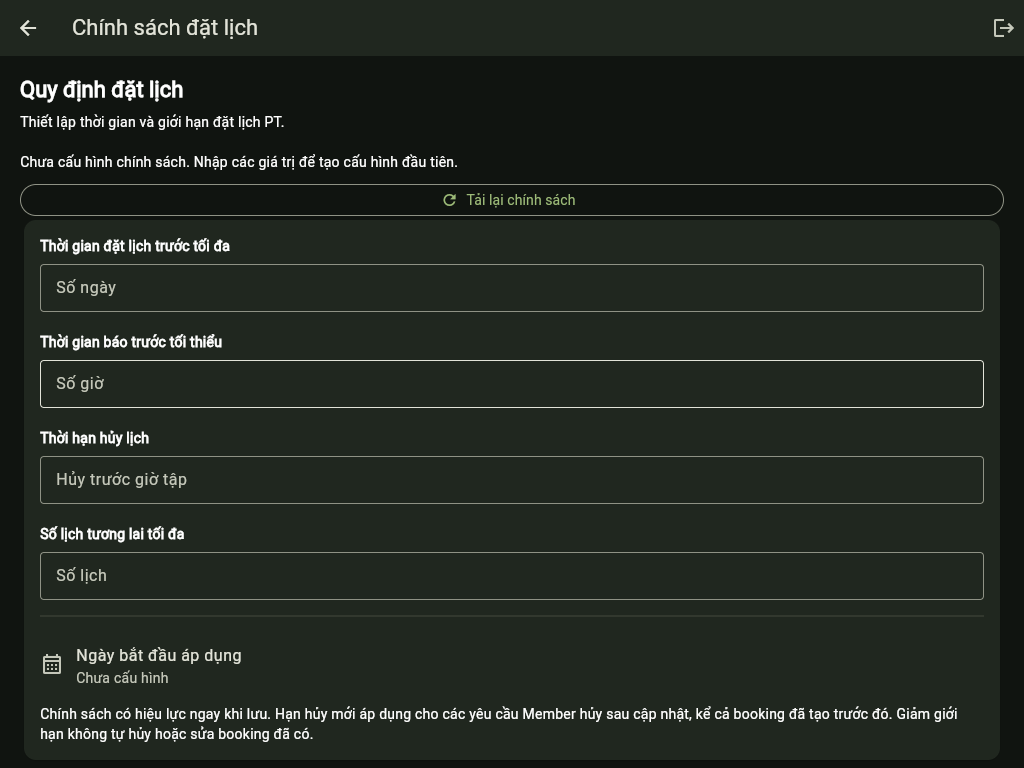 Chính sách đặt lịch
Quy định đặt lịch
Thiết lập thời gian và giới hạn đặt lịch PT.
Chưa cấu hình chính sách. Nhập các giá trị để tạo cấu hình đầu tiên.
Tải lại chính sách
Thời gian đặt lịch trước tối đa
Số ngày
Thời gian báo trước tối thiểu
Số giờ
Thời hạn hủy lịch
Hủy trước giờ tập
Số lịch tương lai tối đa
Số lịch
Ngày bắt đầu áp dụng
Chưa cấu hình
Chính sách có hiệu lực ngay khi lưu. Hạn hủy mới áp dụng cho các yêu cầu Member hủy sau cập nhật, kể cả booking đã tạo trước đó. Giảm giới
hạn không tự hủy hoặc sửa booking đã có.